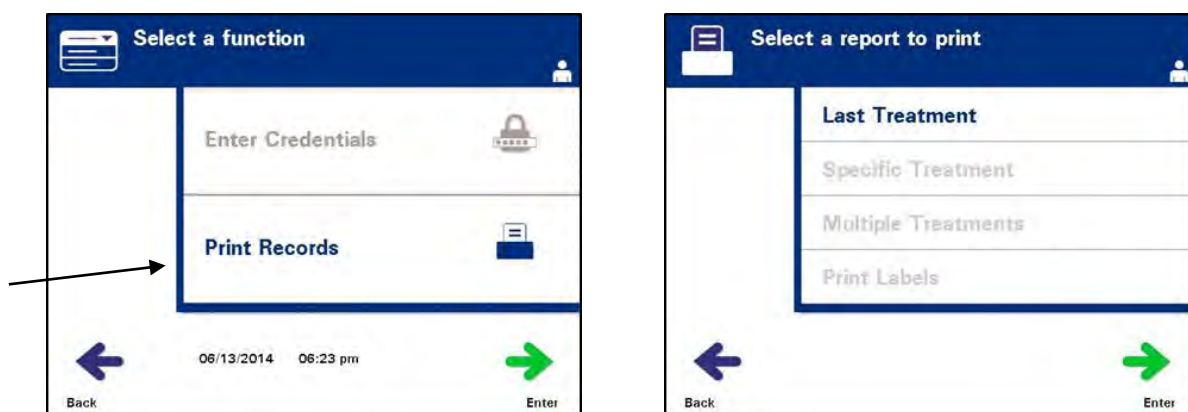 Select a function
Enter Credentials
Print Records
06/13/2014 06:23 pm
Back
Enter
Select a report to print
Last Treatment
Specific Treatment
Multiple Treatments
Print Labels
Back
Enter